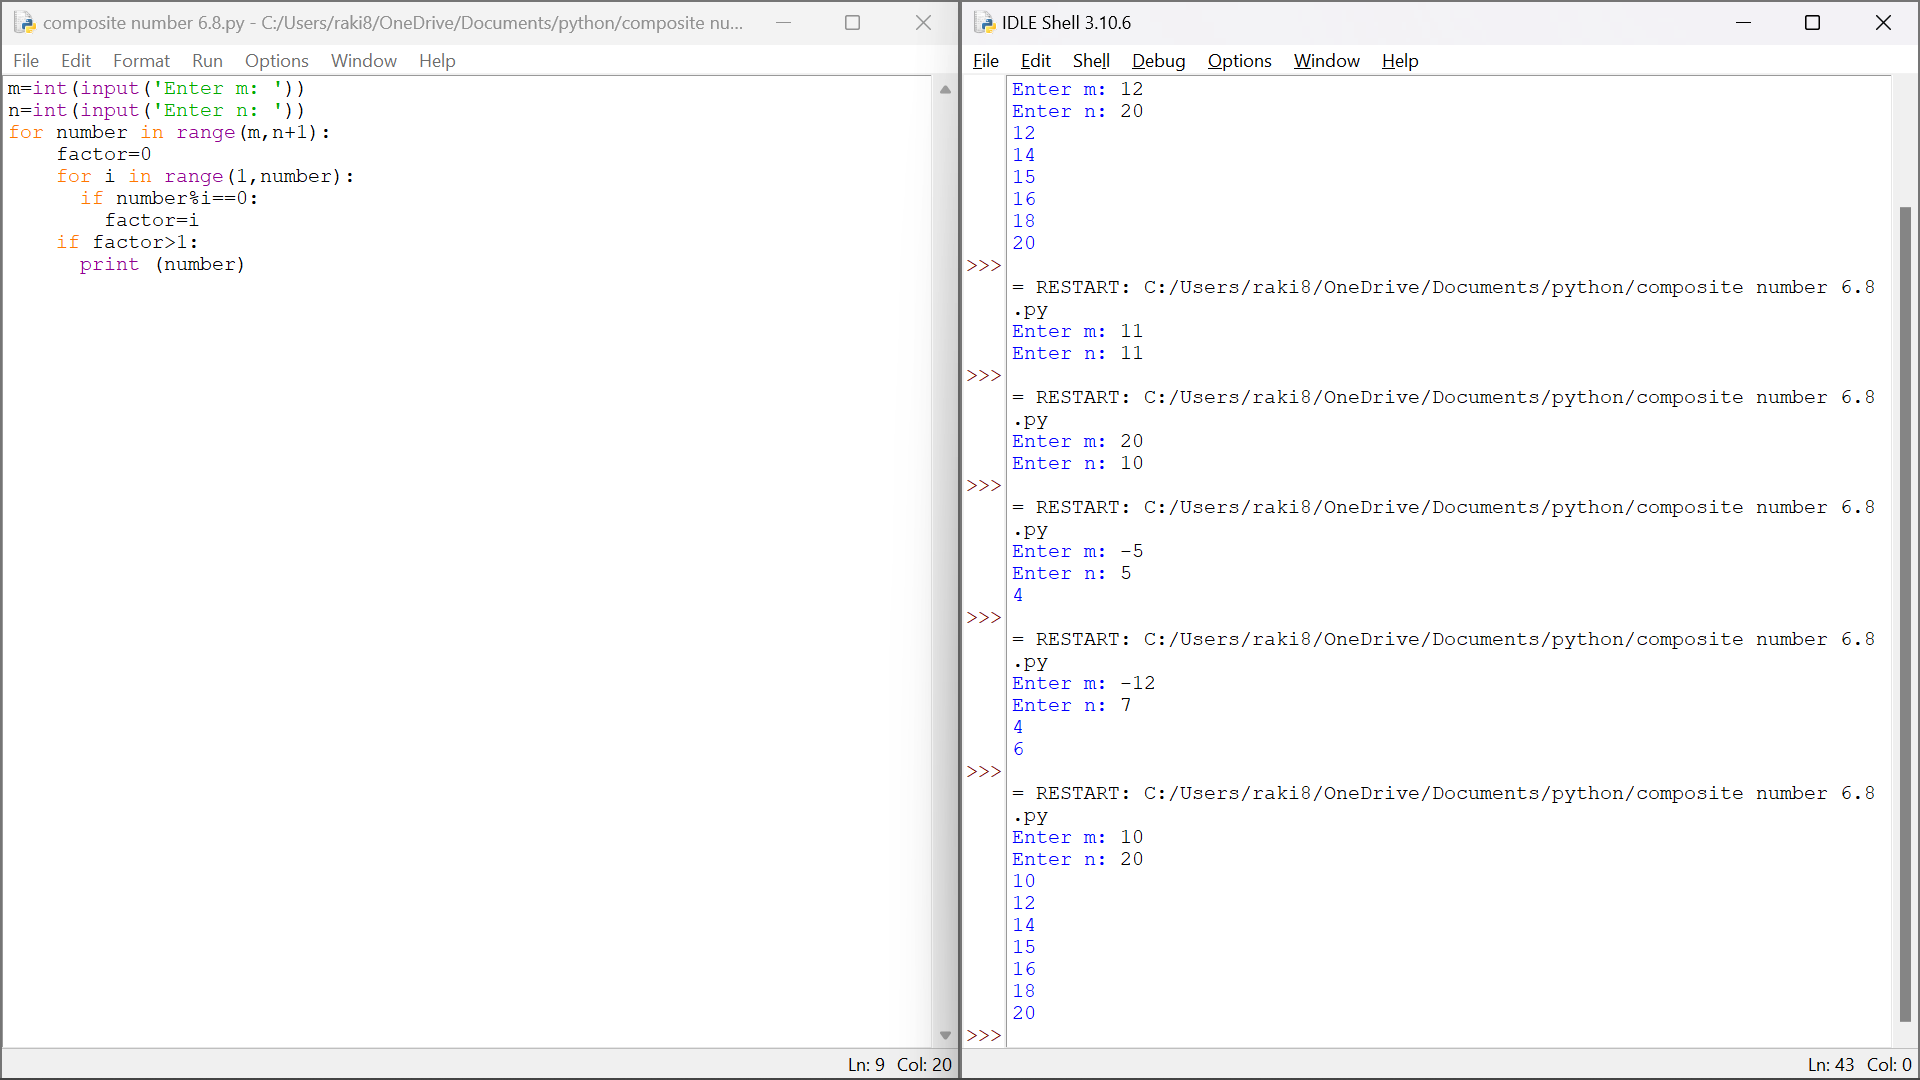 composite number 6.8.py - C:/Users/raki8/OneDrive/Documents/python/composite nu...
File Edit Format Run Options Window Help
m=int(input('Enter m: '))
n=int(input('Enter n: '))
for number in range(m,n+1):
    factor=0
    for i in range(1,number):
      if number%i==0:
        factor=i
    if factor>1:
      print (number)
Ln: 9 Col: 20
IDLE Shell 3.10.6
File Edit Shell Debug Options Window Help
Enter m: 12
Enter n: 20
12
14
15
16
18
20
>>>
= RESTART: C:/Users/raki8/OneDrive/Documents/python/composite number 6.8
.py
Enter m: 11
Enter n: 11
>>>
= RESTART: C:/Users/raki8/OneDrive/Documents/python/composite number 6.8
.py
Enter m: 20
Enter n: 10
>>>
= RESTART: C:/Users/raki8/OneDrive/Documents/python/composite number 6.8
.py
Enter m: -5
Enter n: 5
4
>>>
= RESTART: C:/Users/raki8/OneDrive/Documents/python/composite number 6.8
.py
Enter m: -12
Enter n: 7
4
6
>>>
= RESTART: C:/Users/raki8/OneDrive/Documents/python/composite number 6.8
.py
Enter m: 10
Enter n: 20
10
12
14
15
16
18
20
>>>
Ln: 43 Col: 0